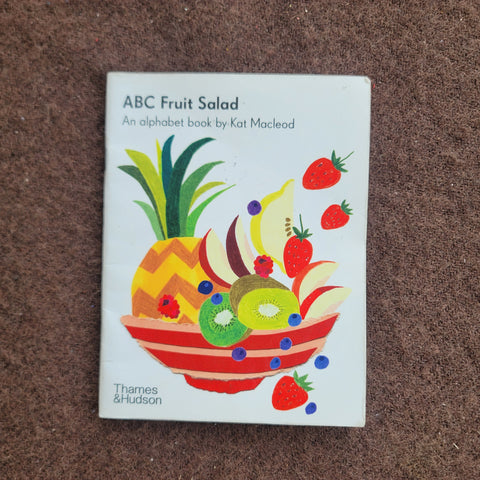 ABC Fruit Salad
An alphabet book by Kat Macleod
Thames
&Hudson